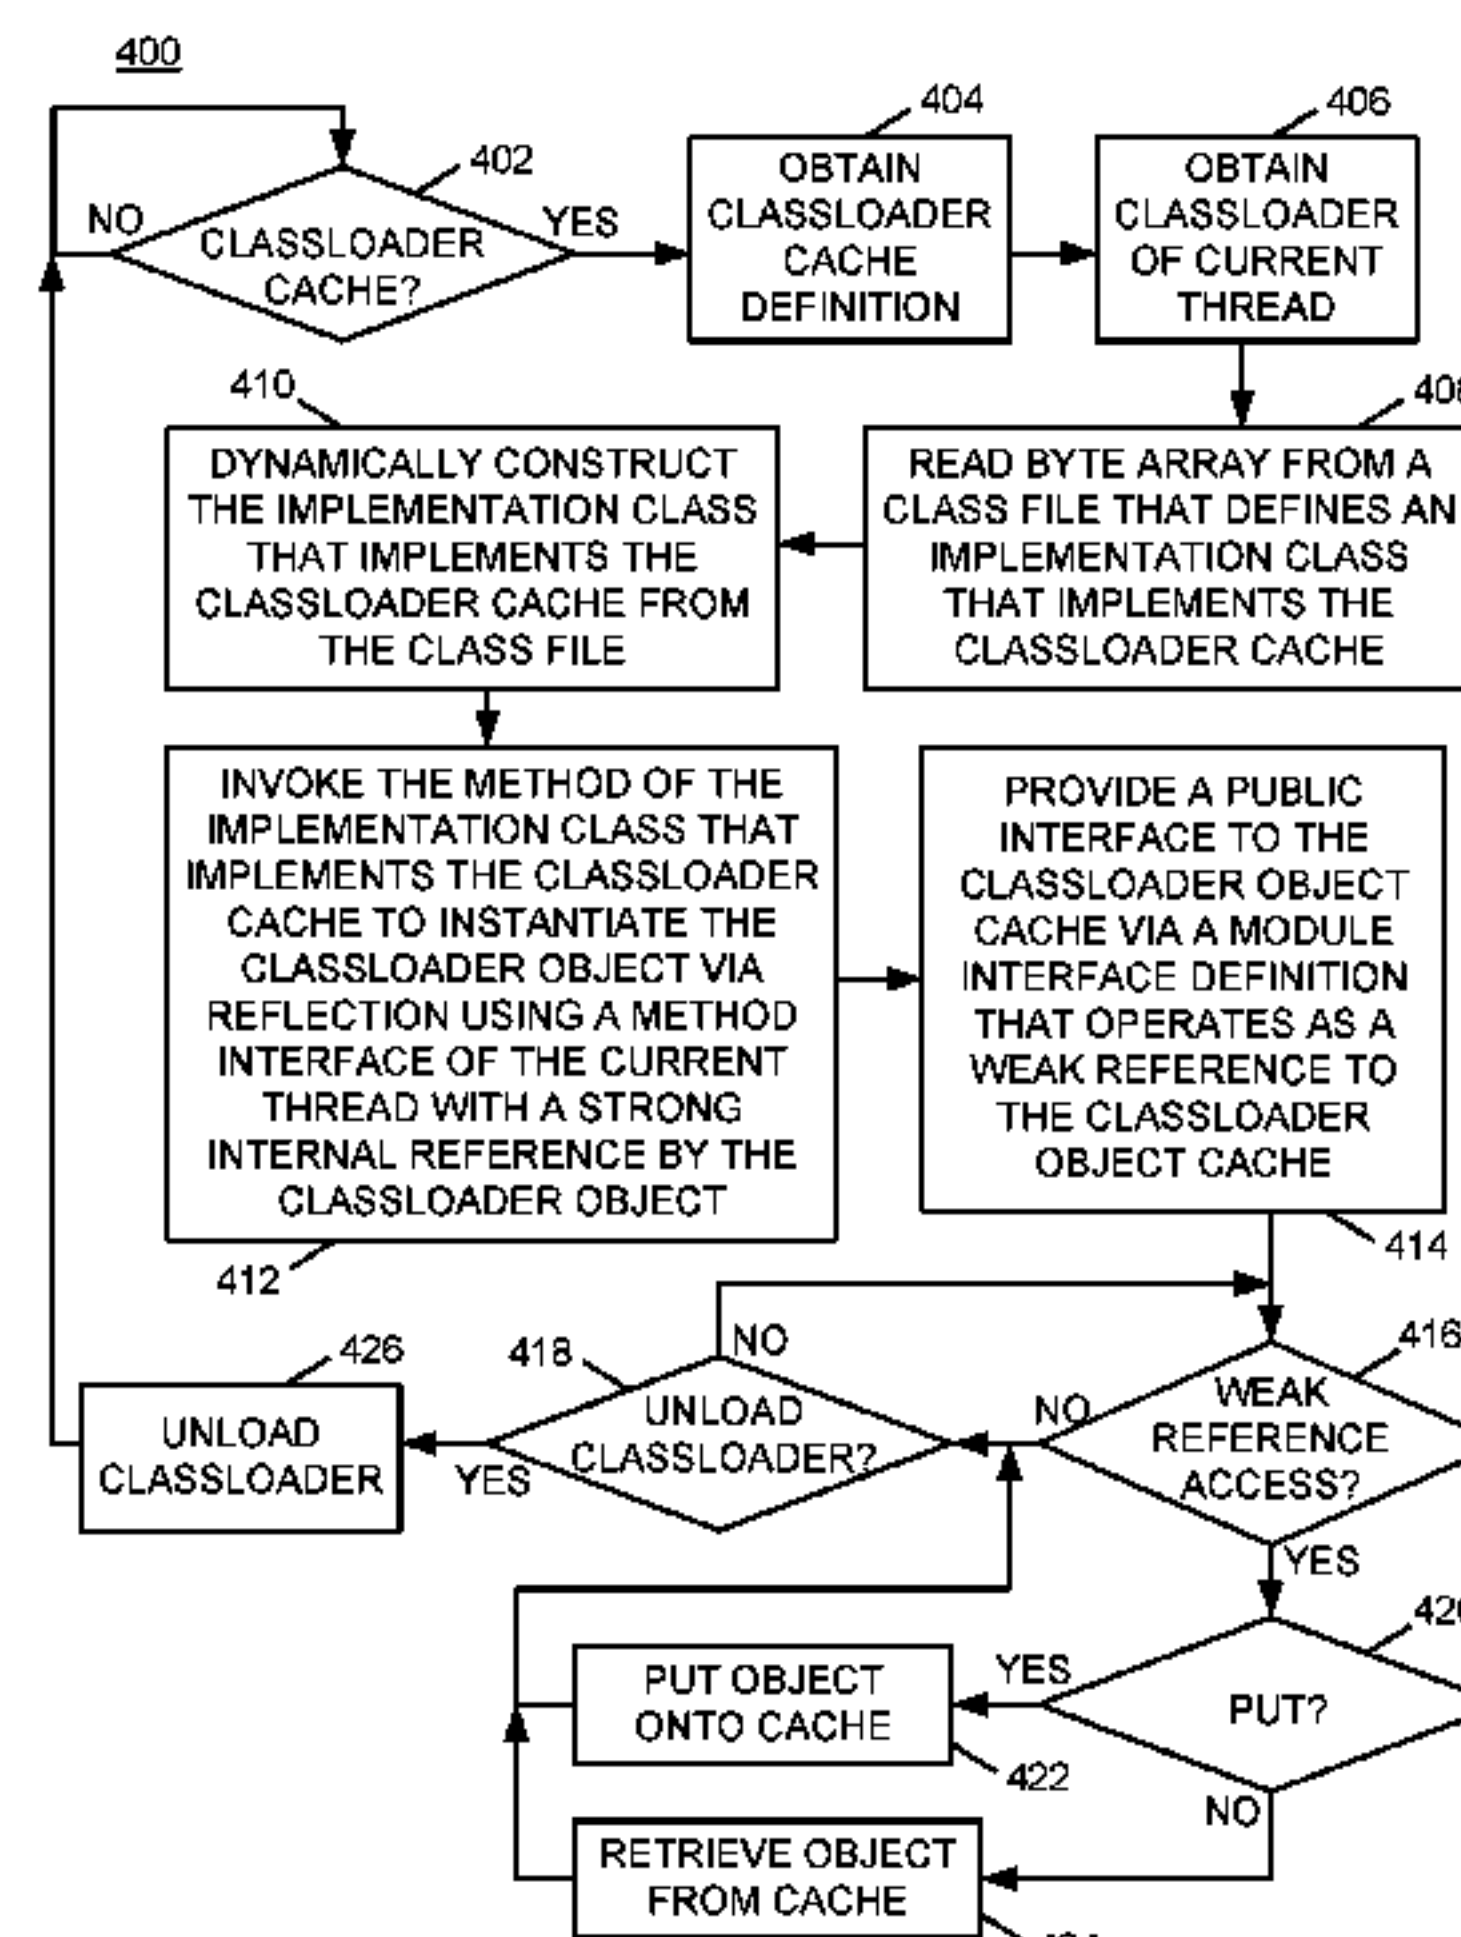 400
402
NO
CLASSLOADER
CACHE?
YES
404
OBTAIN
CLASSLOADER
CACHE
DEFINITION
406
OBTAIN
CLASSLOADER
OF CURRENT
THREAD
READ BYTE ARRAY FROM A
CLASS FILE THAT DEFINES AN
IMPLEMENTATION CLASS
THAT IMPLEMENTS THE
CLASSLOADER CACHE
410
DYNAMICALLY CONSTRUCT
THE IMPLEMENTATION CLASS
THAT IMPLEMENTS THE
CLASSLOADER CACHE FROM
THE CLASS FILE
INVOKE THE METHOD OF THE
IMPLEMENTATION CLASS THAT
IMPLEMENTS THE CLASSLOADER
CACHE TO INSTANTIATE THE
CLASSLOADER OBJECT VIA
REFLECTION USING A METHOD
INTERFACE OF THE CURRENT
THREAD WITH A STRONG
INTERNAL REFERENCE BY THE
CLASSLOADER OBJECT
412
PROVIDE A PUBLIC
INTERFACE TO THE
CLASSLOADER OBJECT
CACHE VIA A MODULE
INTERFACE DEFINITION
THAT OPERATES AS A
WEAK REFERENCE TO
THE CLASSLOADER
OBJECT CACHE
414
416
WEAK
REFERENCE
ACCESS?
NO
YES
418
NO
UNLOAD
CLASSLOADER?
YES
426
UNLOAD
CLASSLOADER
PUT?
YES
NO
PUT OBJECT
ONTO CACHE
422
RETRIEVE OBJECT
FROM CACHE